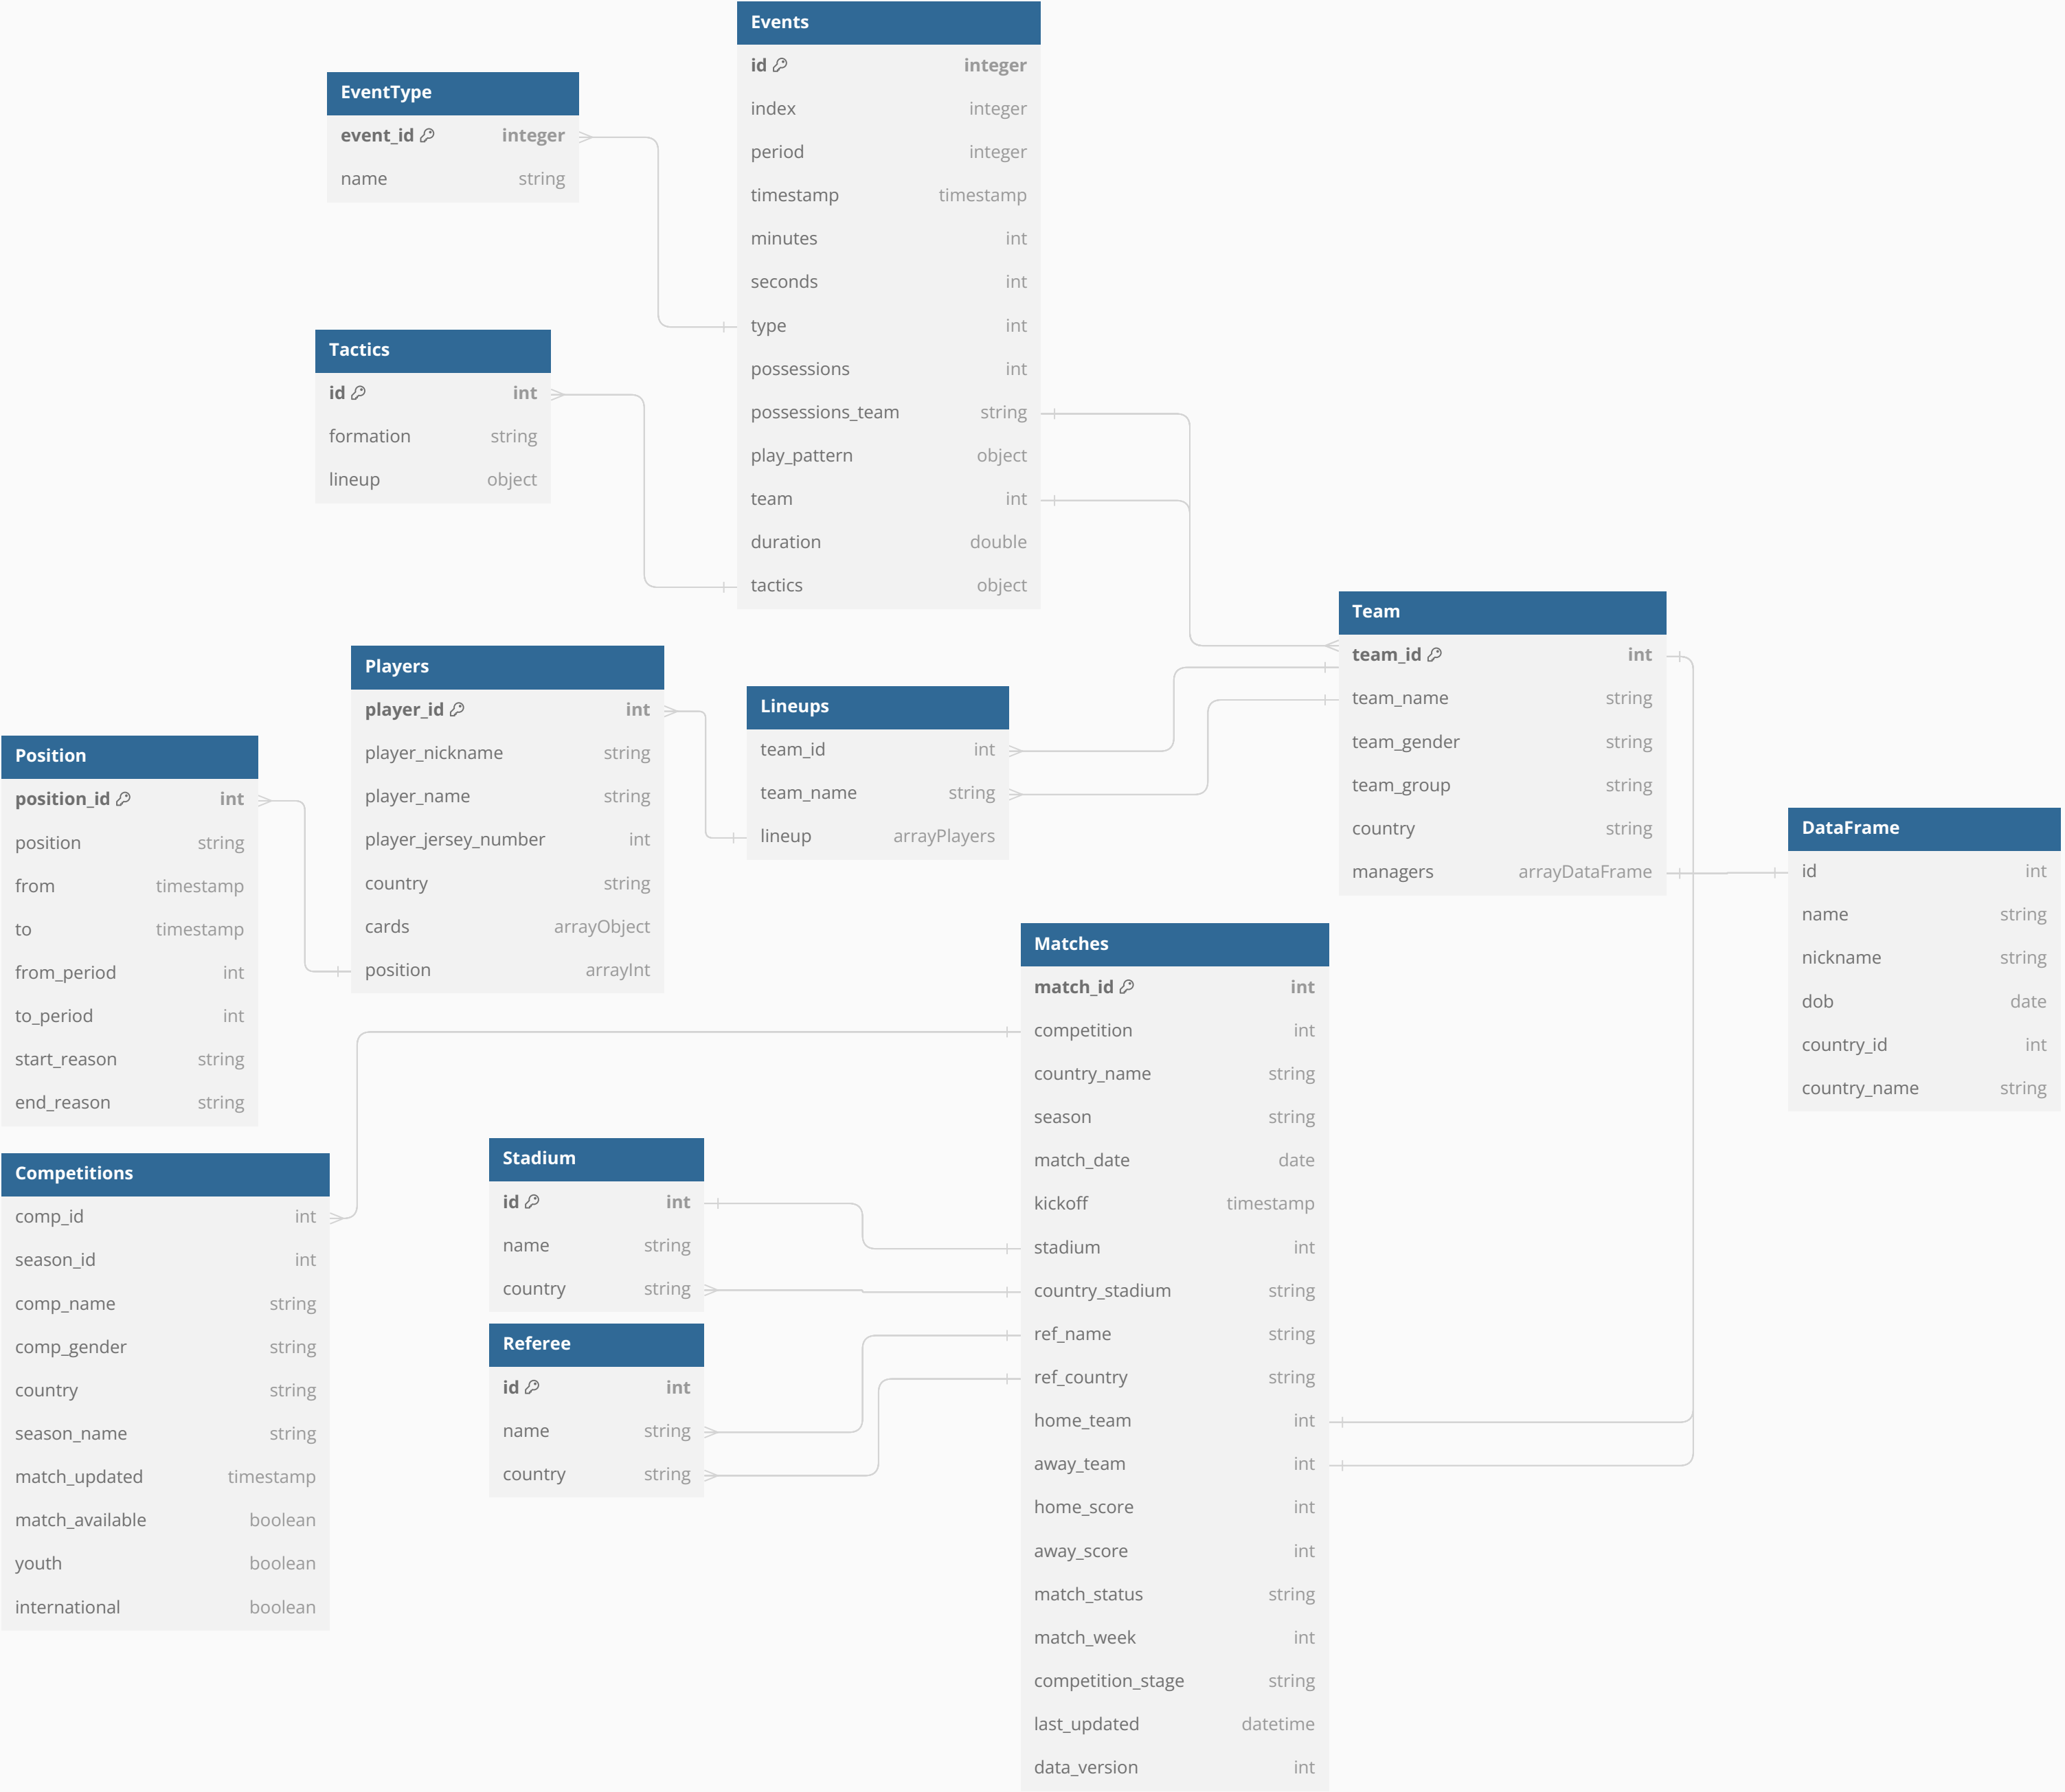 Events
id integer
index integer
period integer
timestamp timestamp
minutes int
seconds int
type int
possessions int
possessions_team string
play_pattern object
team int
duration double
tactics object
EventType
event_id integer
name string
Tactics
id int
formation string
lineup object
Team
team_id int
team_name string
team_gender string
team_group string
country string
managers arrayDataFrame
Players
player_id int
player_nickname string
player_name string
player_jersey_number int
country string
cards arrayObject
position arrayInt
Lineups
team_id int
team_name string
lineup arrayPlayers
Position
position_id int
position string
from timestamp
to timestamp
from_period int
to_period int
start_reason string
end_reason string
DataFrame
id int
name string
nickname string
dob date
country_id int
country_name string
Matches
match_id int
competition int
country_name string
season string
match_date date
kickoff timestamp
stadium int
country_stadium string
ref_name string
ref_country string
home_team int
away_team int
home_score int
away_score int
match_status string
match_week int
competition_stage string
last_updated datetime
data_version int
Stadium
id int
name string
country string
Competitions
comp_id int
season_id int
comp_name string
comp_gender string
country string
season_name string
match_updated timestamp
match_available boolean
youth boolean
international boolean
Referee
id int
name string
country string